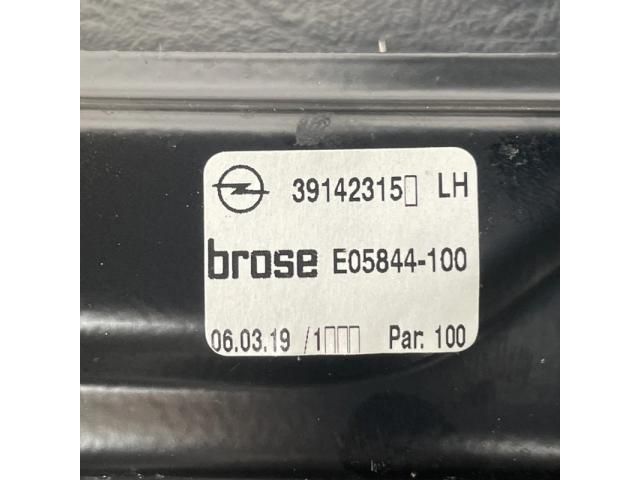 39142315▯ LH
brose E05844-100
06.03.19 /1▯▯▯ Par. 100